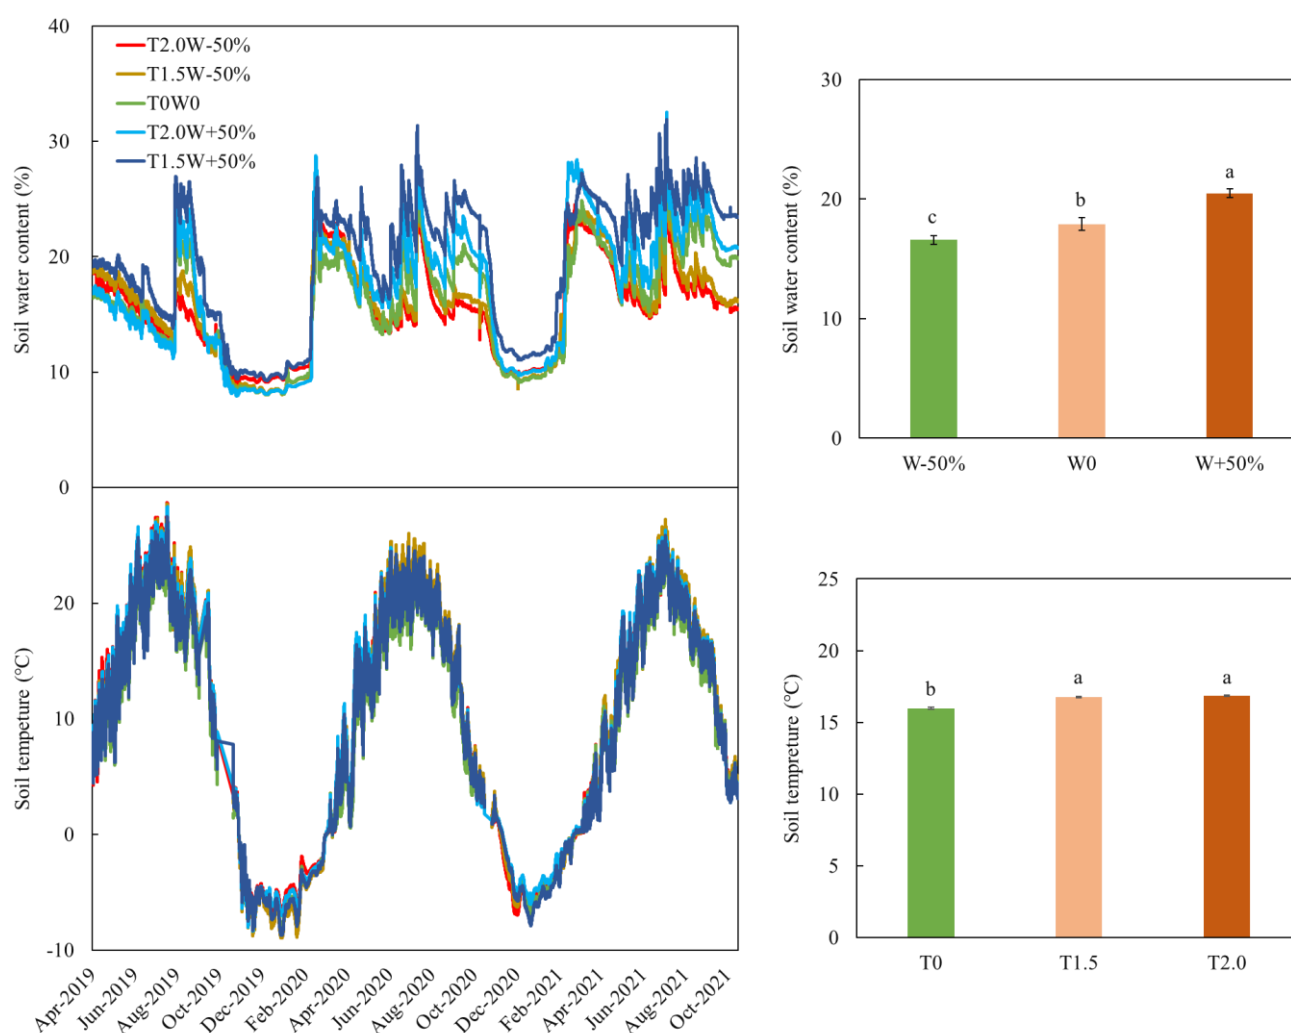 40
30
20
10
0
Soil water content (%)
T2.0W-50%
T1.5W-50%
T0W0
T2.0W+50%
T1.5W+50%
20
10
0
-10
Soil tempeture (℃)
Apr-2019
Jun-2019
Aug-2019
Oct-2019
Dec-2019
Feb-2020
Apr-2020
Jun-2020
Aug-2020
Oct-2020
Dec-2020
Feb-2021
Apr-2021
Jun-2021
Aug-2021
Oct-2021
30
20
10
0
Soil water content (%)
c
b
a
W-50%
W0
W+50%
25
20
15
10
5
0
Soil tempreture (℃)
b
a
a
T0
T1.5
T2.0